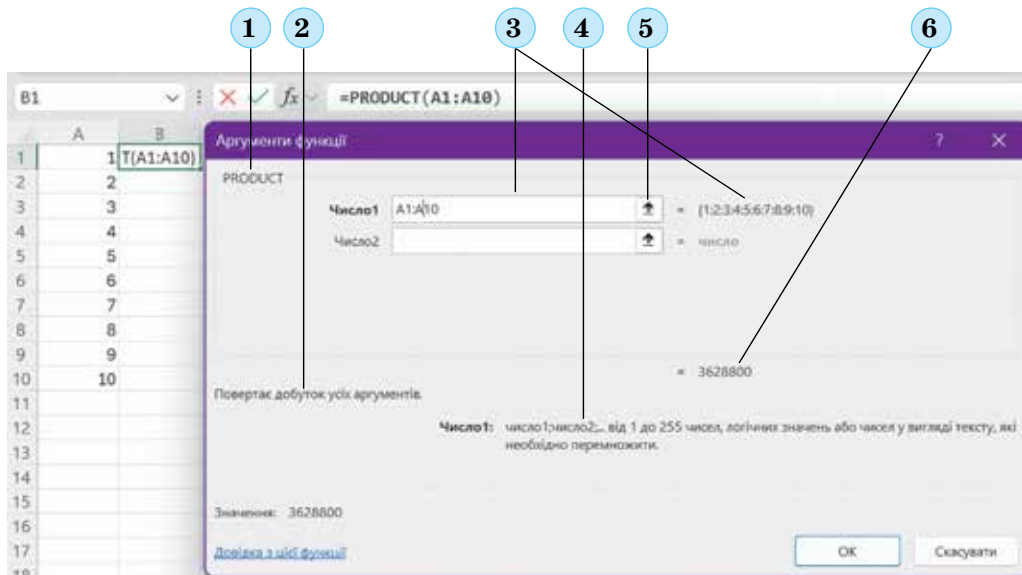 1 2 3 4 5 6
B1 fx =PRODUCT(A1:A10)
A B
Аргументи функції ? ×
1 1 T(A1:A10)
PRODUCT
2 2
3 3 Число1 A1:A10 = {1:2:3:4:5:6:7:8:9:10}
4 4 Число2 = число
5 5
6 6
7 7
8 8
9 9
10 10 = 3628800
Повертає добуток усіх аргументів.
11
12 Число1: число1;число2;... від 1 до 255 чисел, логічних значень або чисел у вигляді тексту, які
13 необхідно перемножити.
14
15 Значення: 3628800
16
17 Довідка з цієї функції ОК Скасувати
18